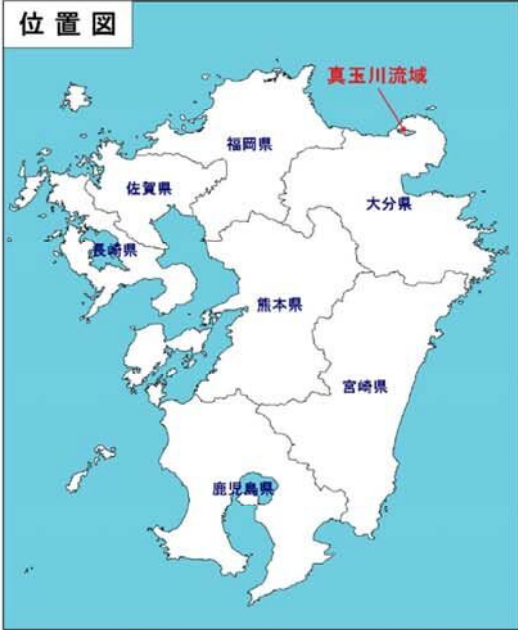 位置図
真玉川流域
福岡県
佐賀県
大分県
長崎県
熊本県
宮崎県
鹿児島県